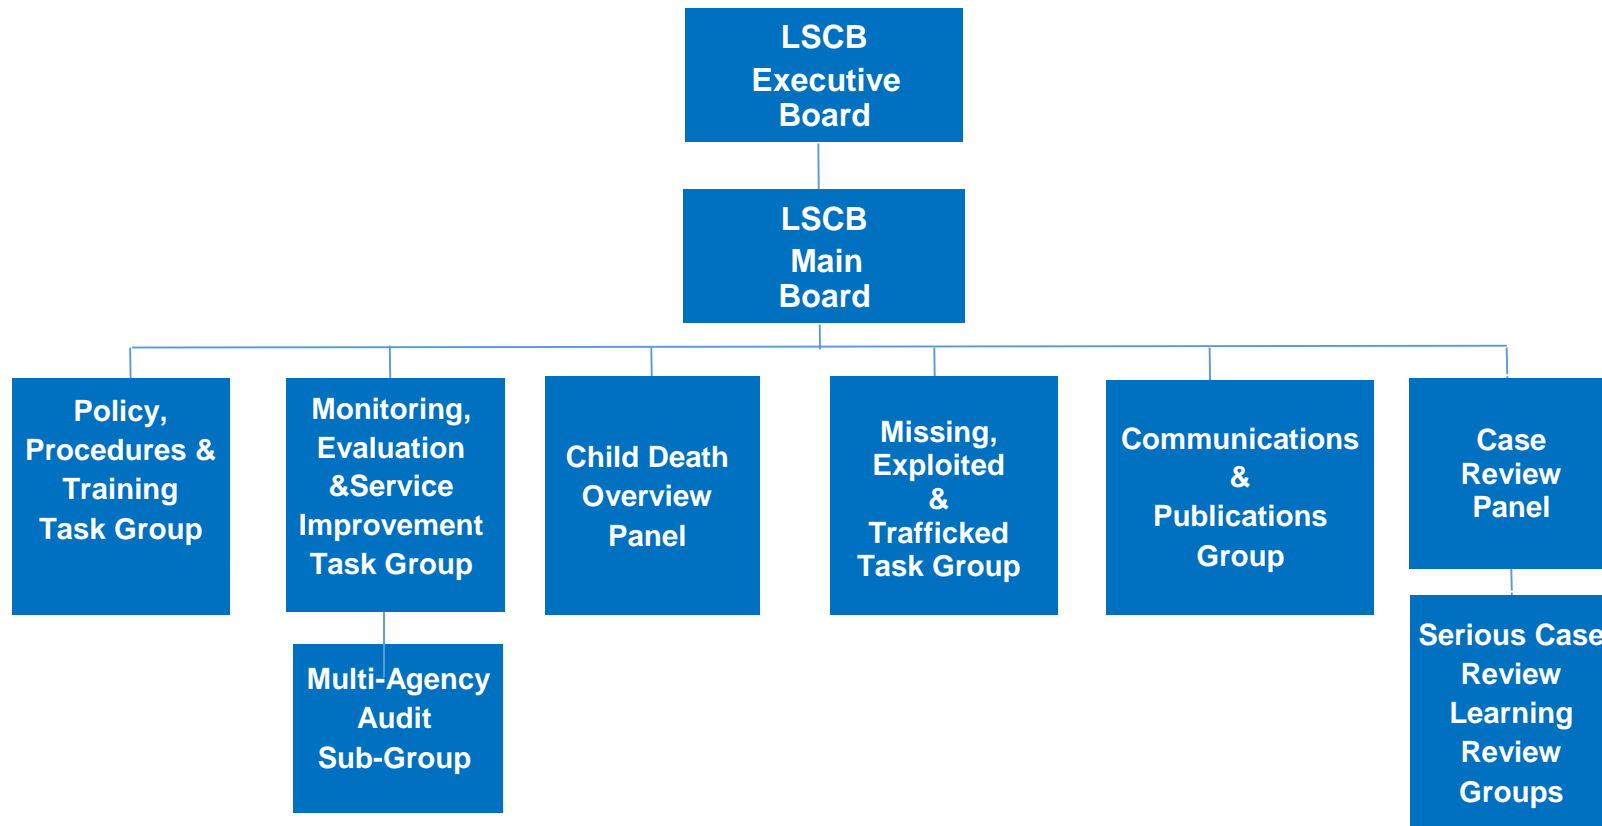 LSCB
Executive
Board
LSCB
Main
Board
Policy,
Procedures &
Training
Task Group
Monitoring,
Evaluation
&Service
Improvement
Task Group
Child Death
Overview
Panel
Missing,
Exploited
&
Trafficked
Task Group
Communications
&
Publications
Group
Case
Review
Panel
Multi-Agency
Audit
Sub-Group
Serious Case
Review
Learning
Review
Groups